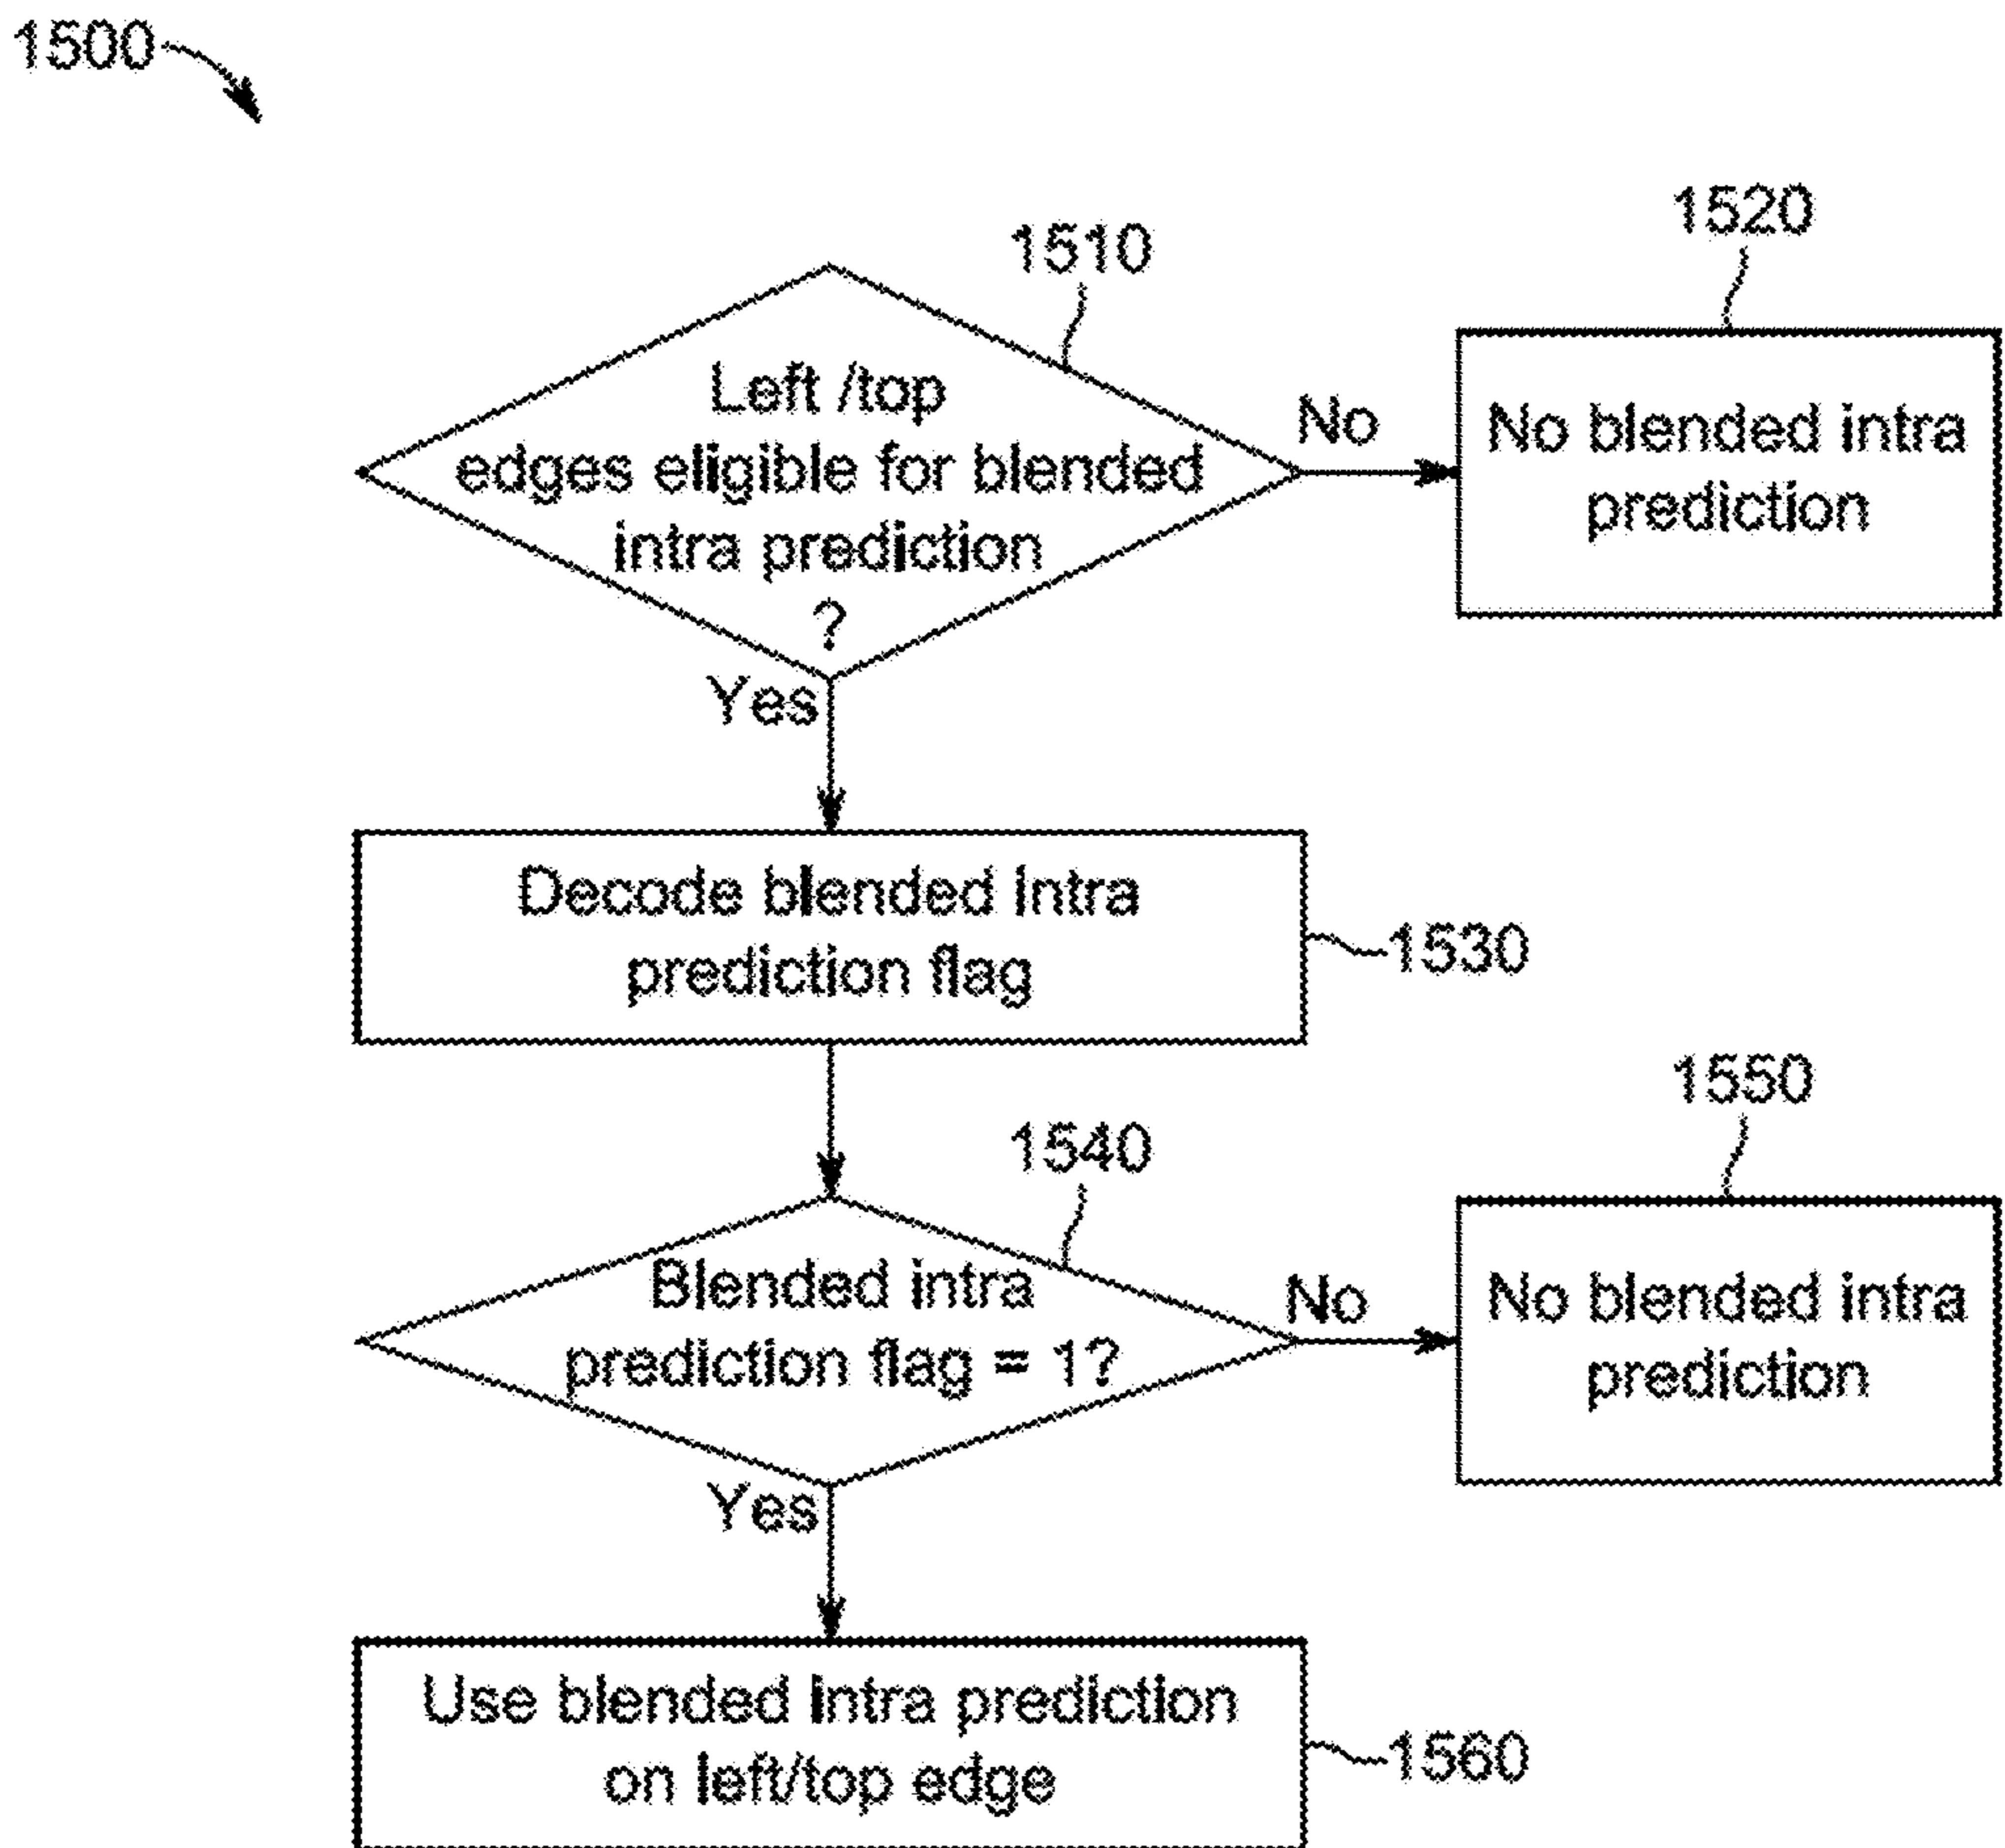 1500
1510
1520
Left /top
edges eligible for blended
intra prediction
?
No
No blended intra
prediction
Yes
Decode blended Intra
prediction flag
1530
1540
1550
Blended intra
prediction flag = 1?
No
No blended intra
prediction
Yes
Use blended Intra prediction
on left/top edge
1560